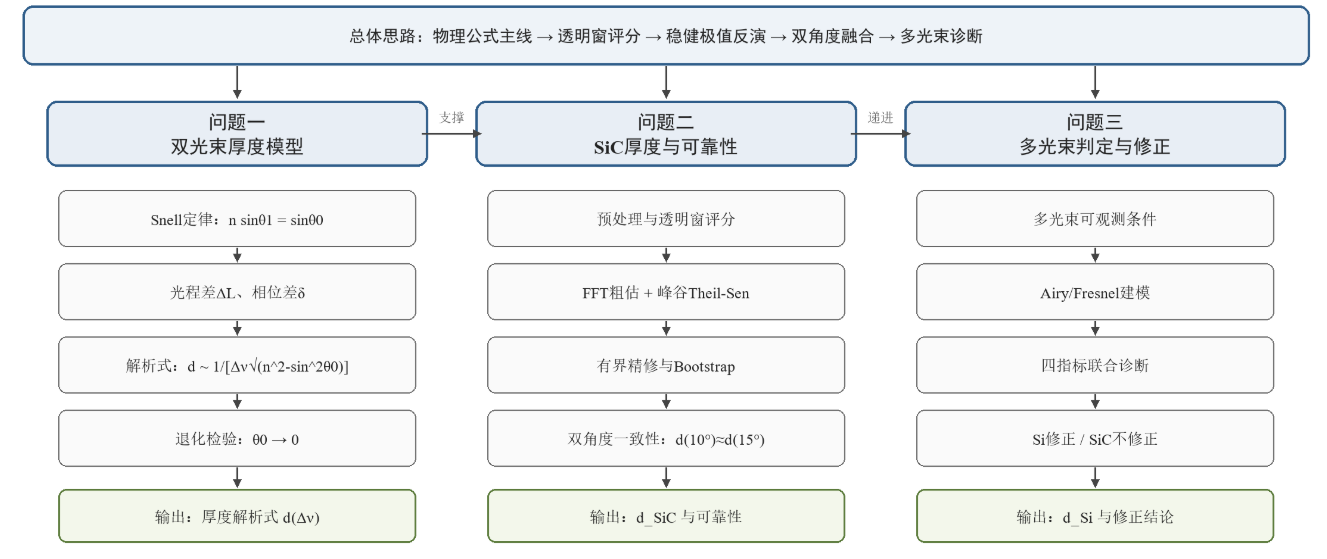 总体思路：物理公式主线 → 透明窗评分 → 稳健极值反演 → 双角度融合 → 多光束诊断
问题一
双光束厚度模型
支撑
问题二
SiC厚度与可靠性
递进
问题三
多光束判定与修正
Snell定律：n sinθ1 = sinθ0
光程差ΔL、相位差δ
解析式：d ~ 1/[Δν√(n^2-sin^2θ0)]
退化检验：θ0 → 0
输出：厚度解析式 d(Δν)
预处理与透明窗评分
FFT粗估 + 峰谷Theil-Sen
有界精修与Bootstrap
双角度一致性：d(10°)≈d(15°)
输出：d_SiC 与可靠性
多光束可观测条件
Airy/Fresnel建模
四指标联合诊断
Si修正 / SiC不修正
输出：d_Si 与修正结论